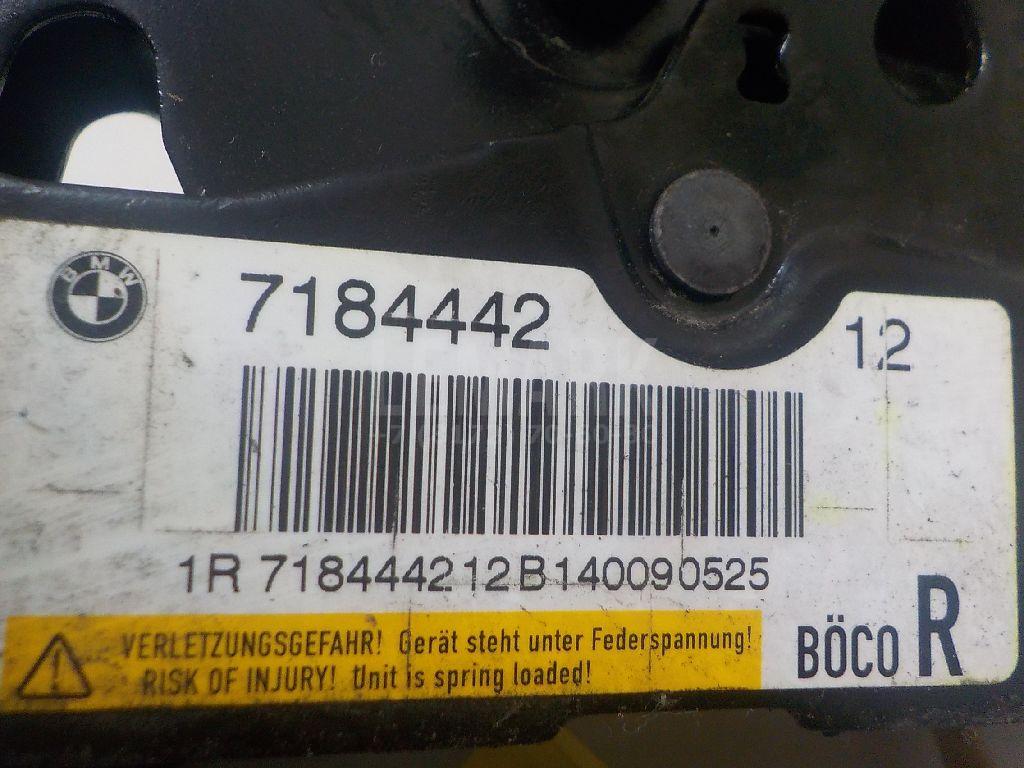 BMW
7184442
12
1R 718444212B140090525
VERLETZUNGSGEFAHR! Gerät steht unter Federspannung!
RISK OF INJURY! Unit is spring loaded!
BÖCO R